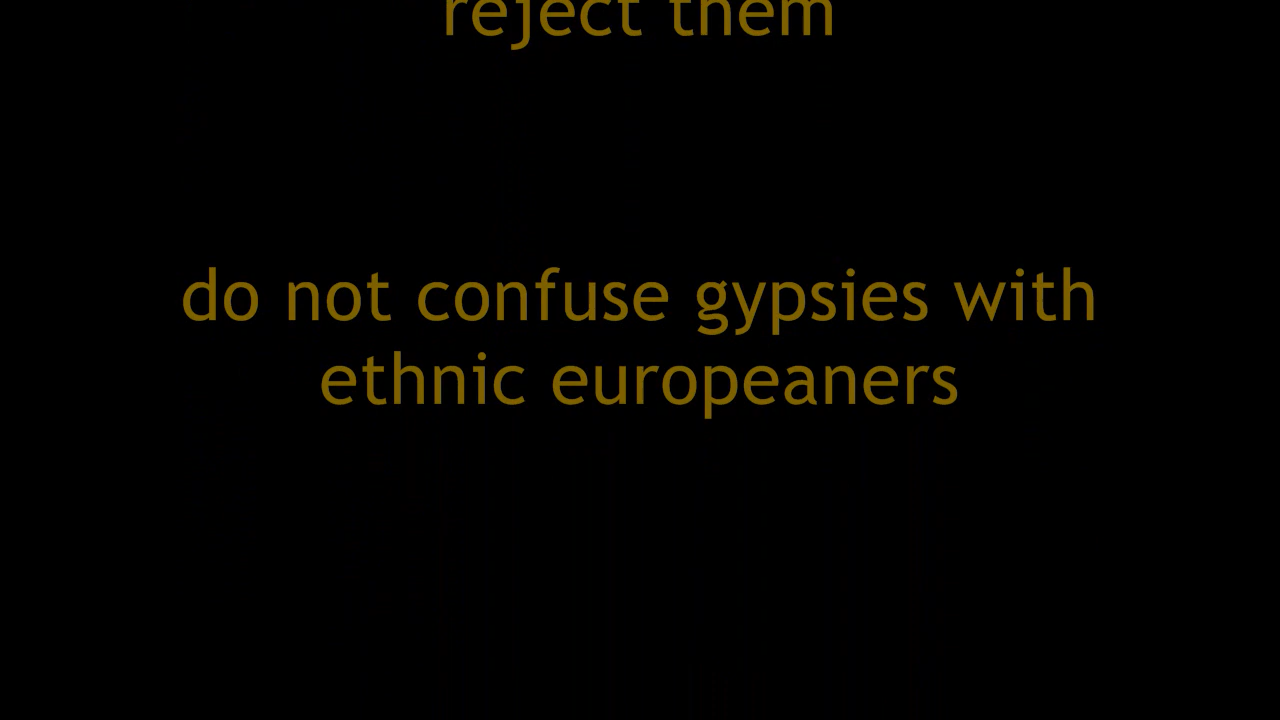 reject them
do not confuse gypsies with
ethnic europeaners